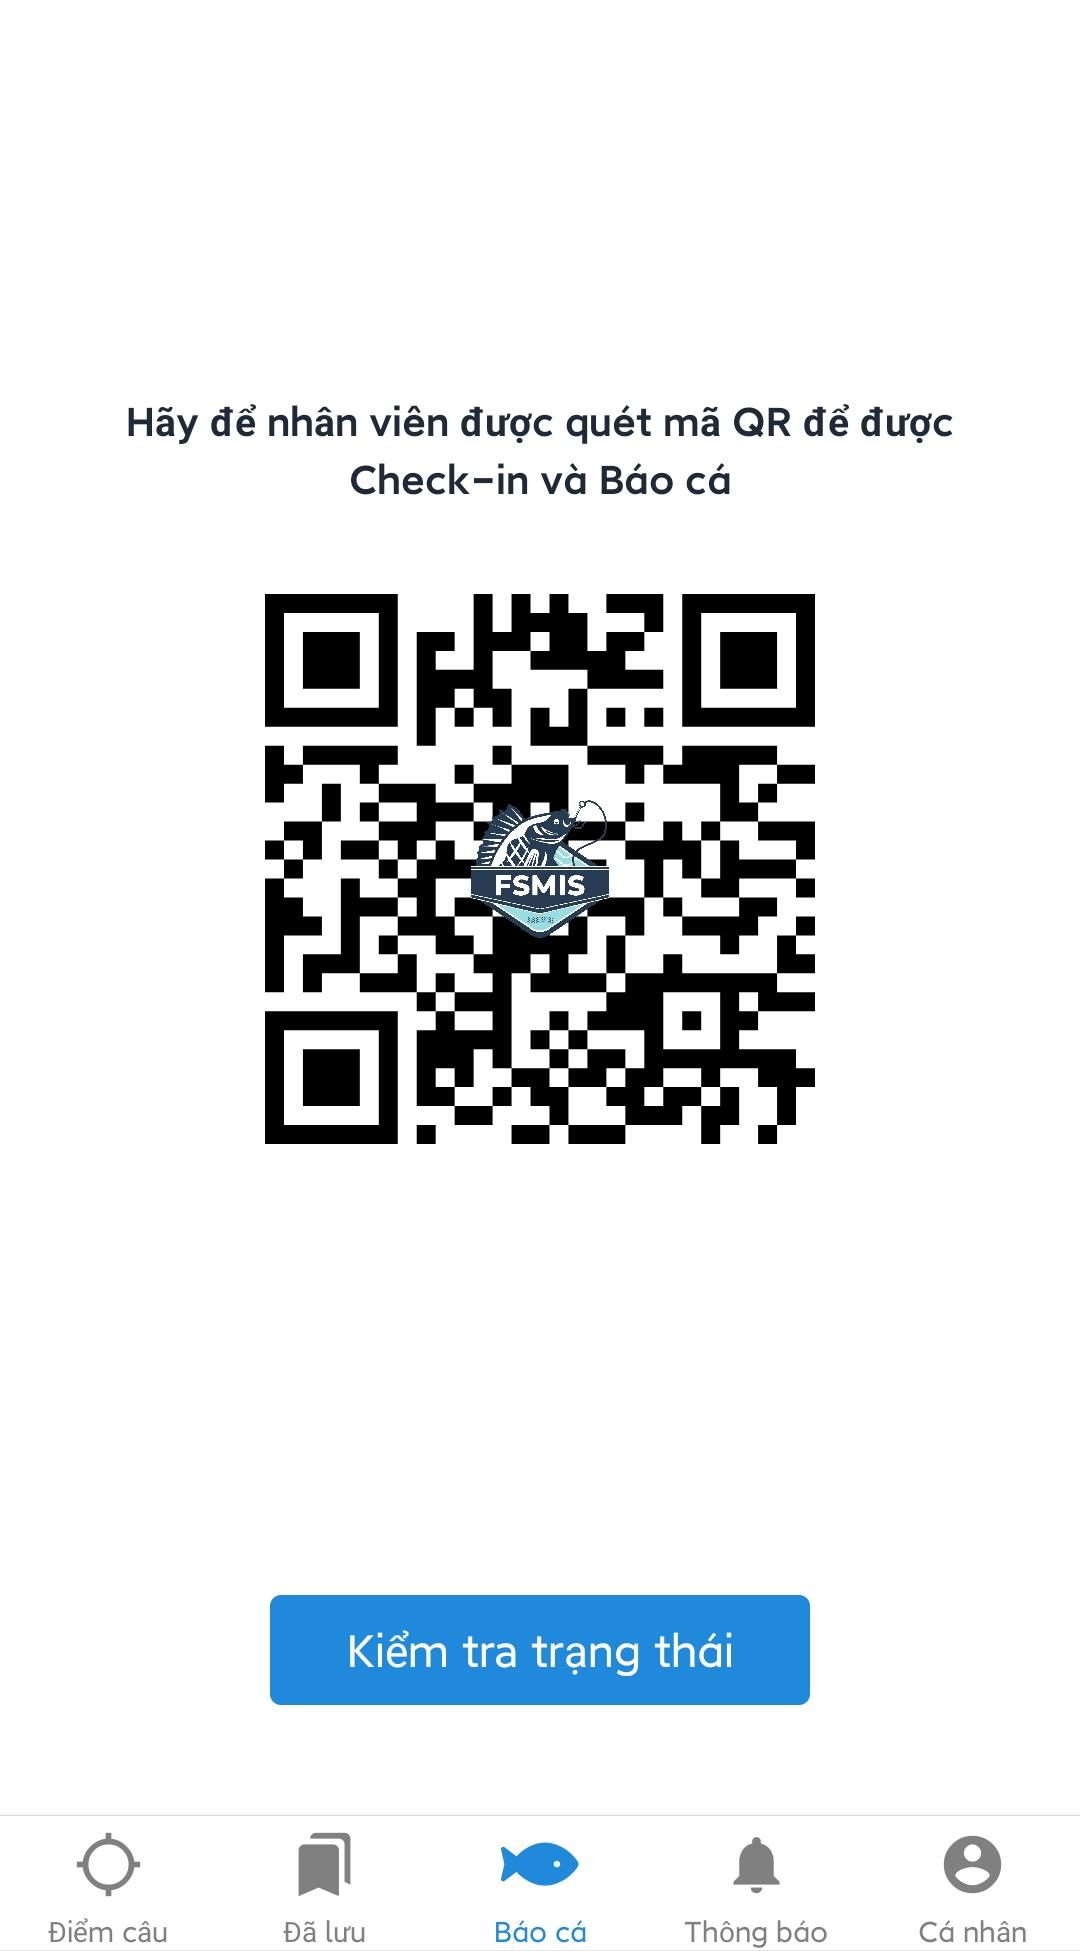 Hãy để nhân viên được quét mã QR để được
Check-in và Báo cá
FSMIS
Kiểm tra trạng thái
Điểm câu
Đã lưu
Báo cá
Thông báo
Cá nhân